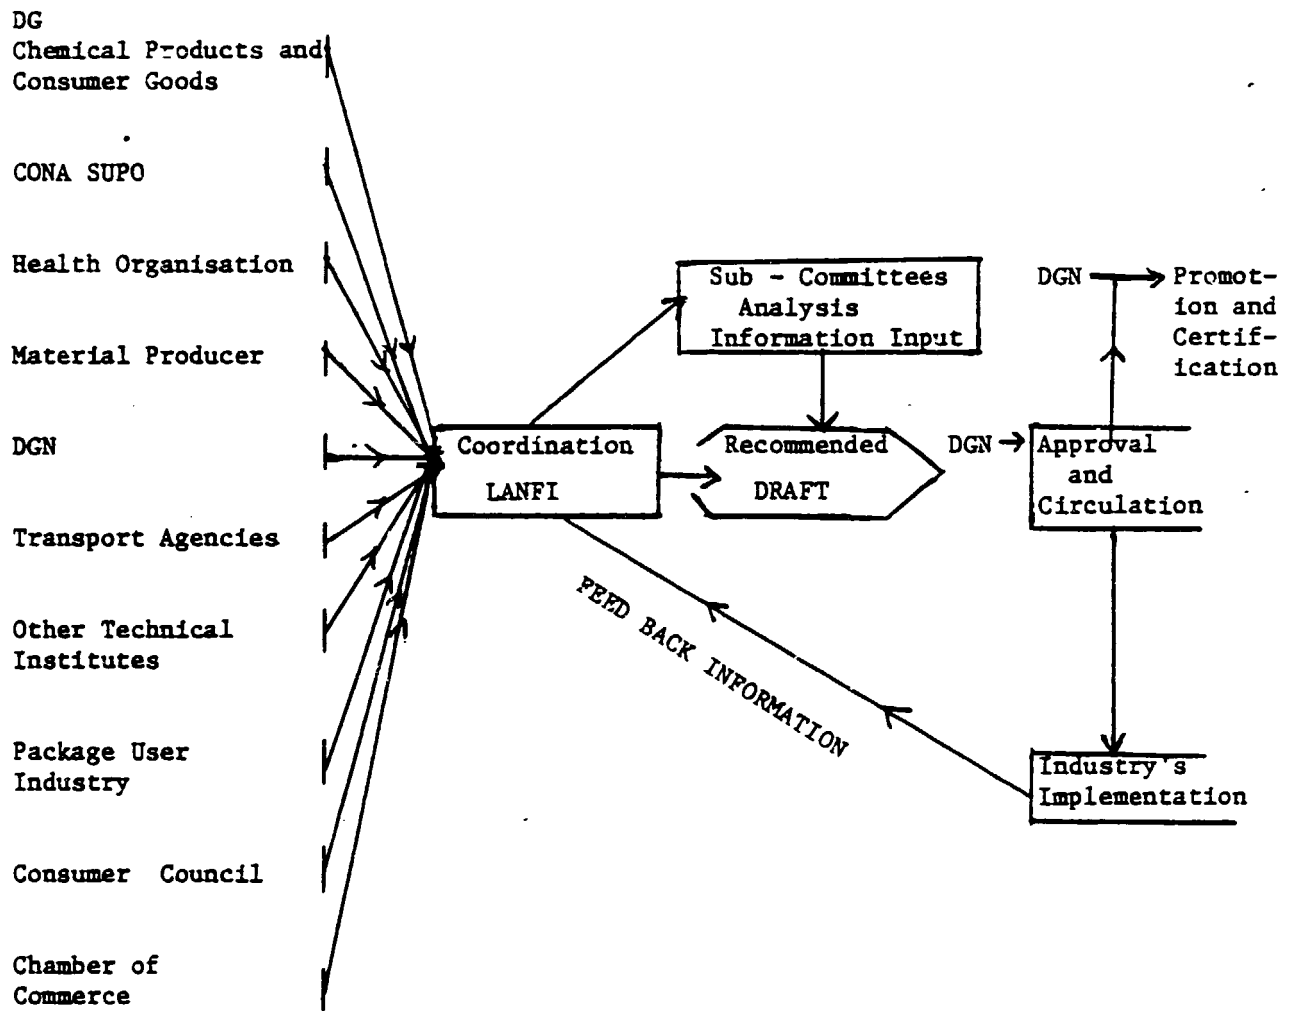 DG
Chemical Products and
Consumer Goods
CONA SUPO
Health Organisation
Material Producer
DGN
Transport Agencies
Other Technical
Institutes
Package User
Industry
Consumer Council
Chamber of
Commerce
Coordination
LANFI
Sub - Committees
Analysis
Information Input
Recommended
DRAFT
FEED BACK INFORMATION
DGN
Promot-
ion and
Certif-
ication
DGN
Approval
and
Circulation
Industry's
Implementation